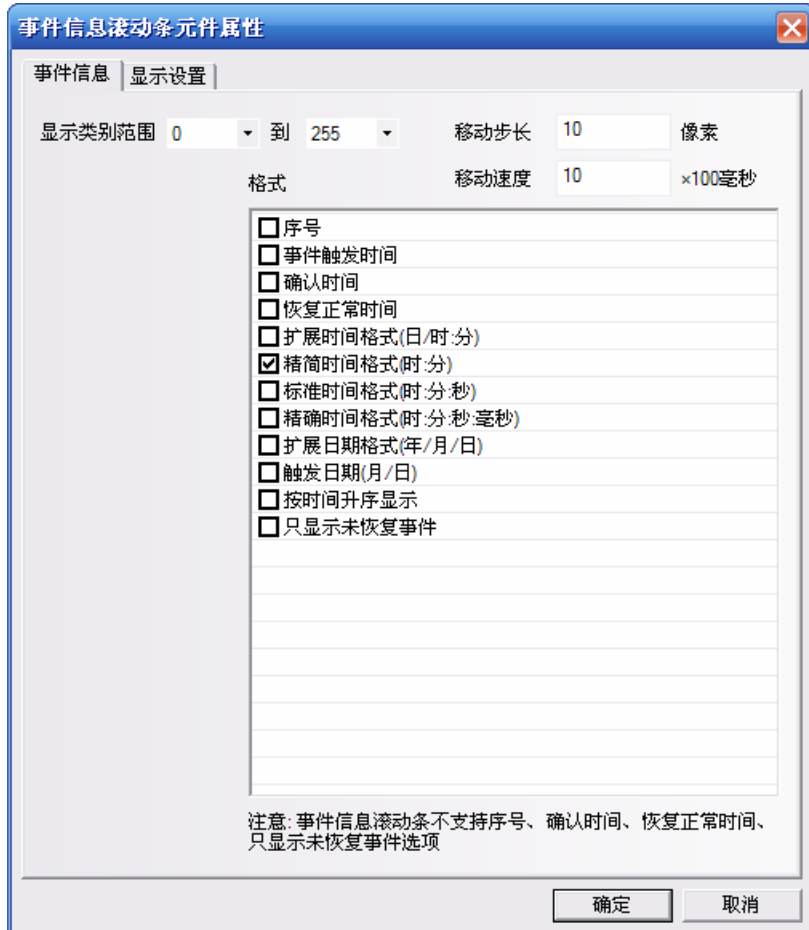 事件信息滚动条元件属性
事件信息 显示设置
显示类别范围 0 到 255 移动步长 10 像素
格式 移动速度 10 ×100毫秒
序号
事件触发时间
确认时间
恢复正常时间
扩展时间格式(日/时:分)
精简时间格式(时:分)
标准时间格式(时:分:秒)
精确时间格式(时:分:秒:毫秒)
扩展日期格式(年/月/日)
触发日期(月/日)
按时间升序显示
只显示未恢复事件
注意: 事件信息滚动条不支持序号、确认时间、恢复正常时间、
只显示未恢复事件选项
确定 取消